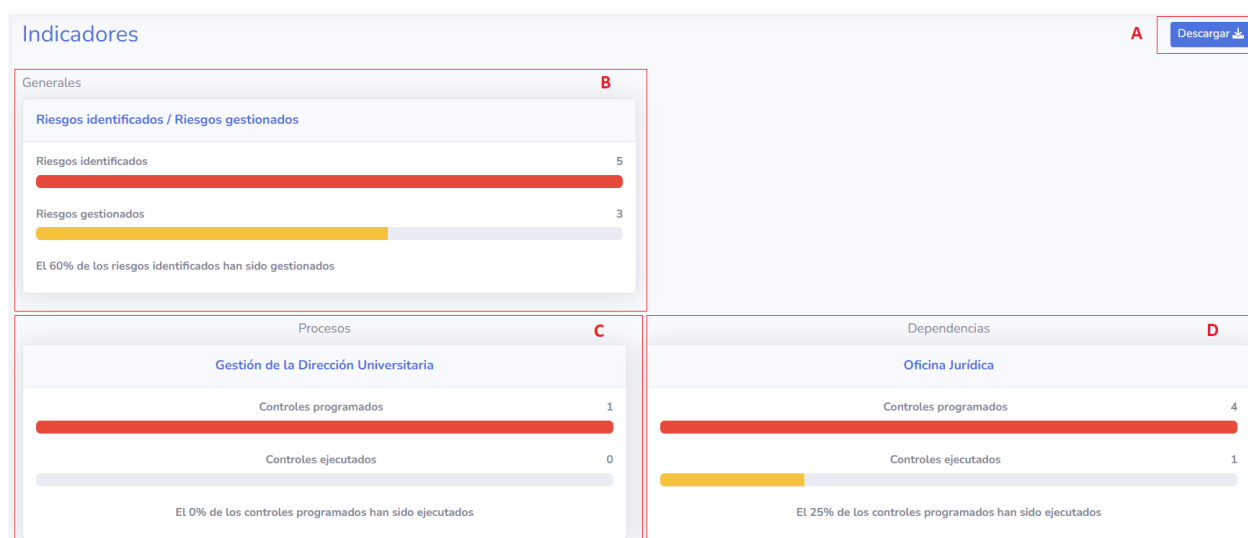 Indicadores
A
Descargar
Generales
B
Riesgos identificados / Riesgos gestionados
Riesgos identificados 5
Riesgos gestionados 3
El 60% de los riesgos identificados han sido gestionados
Procesos
C
Gestión de la Dirección Universitaria
Controles programados 1
Controles ejecutados 0
El 0% de los controles programados han sido ejecutados
Dependencias
D
Oficina Jurídica
Controles programados 4
Controles ejecutados 1
El 25% de los controles programados han sido ejecutados